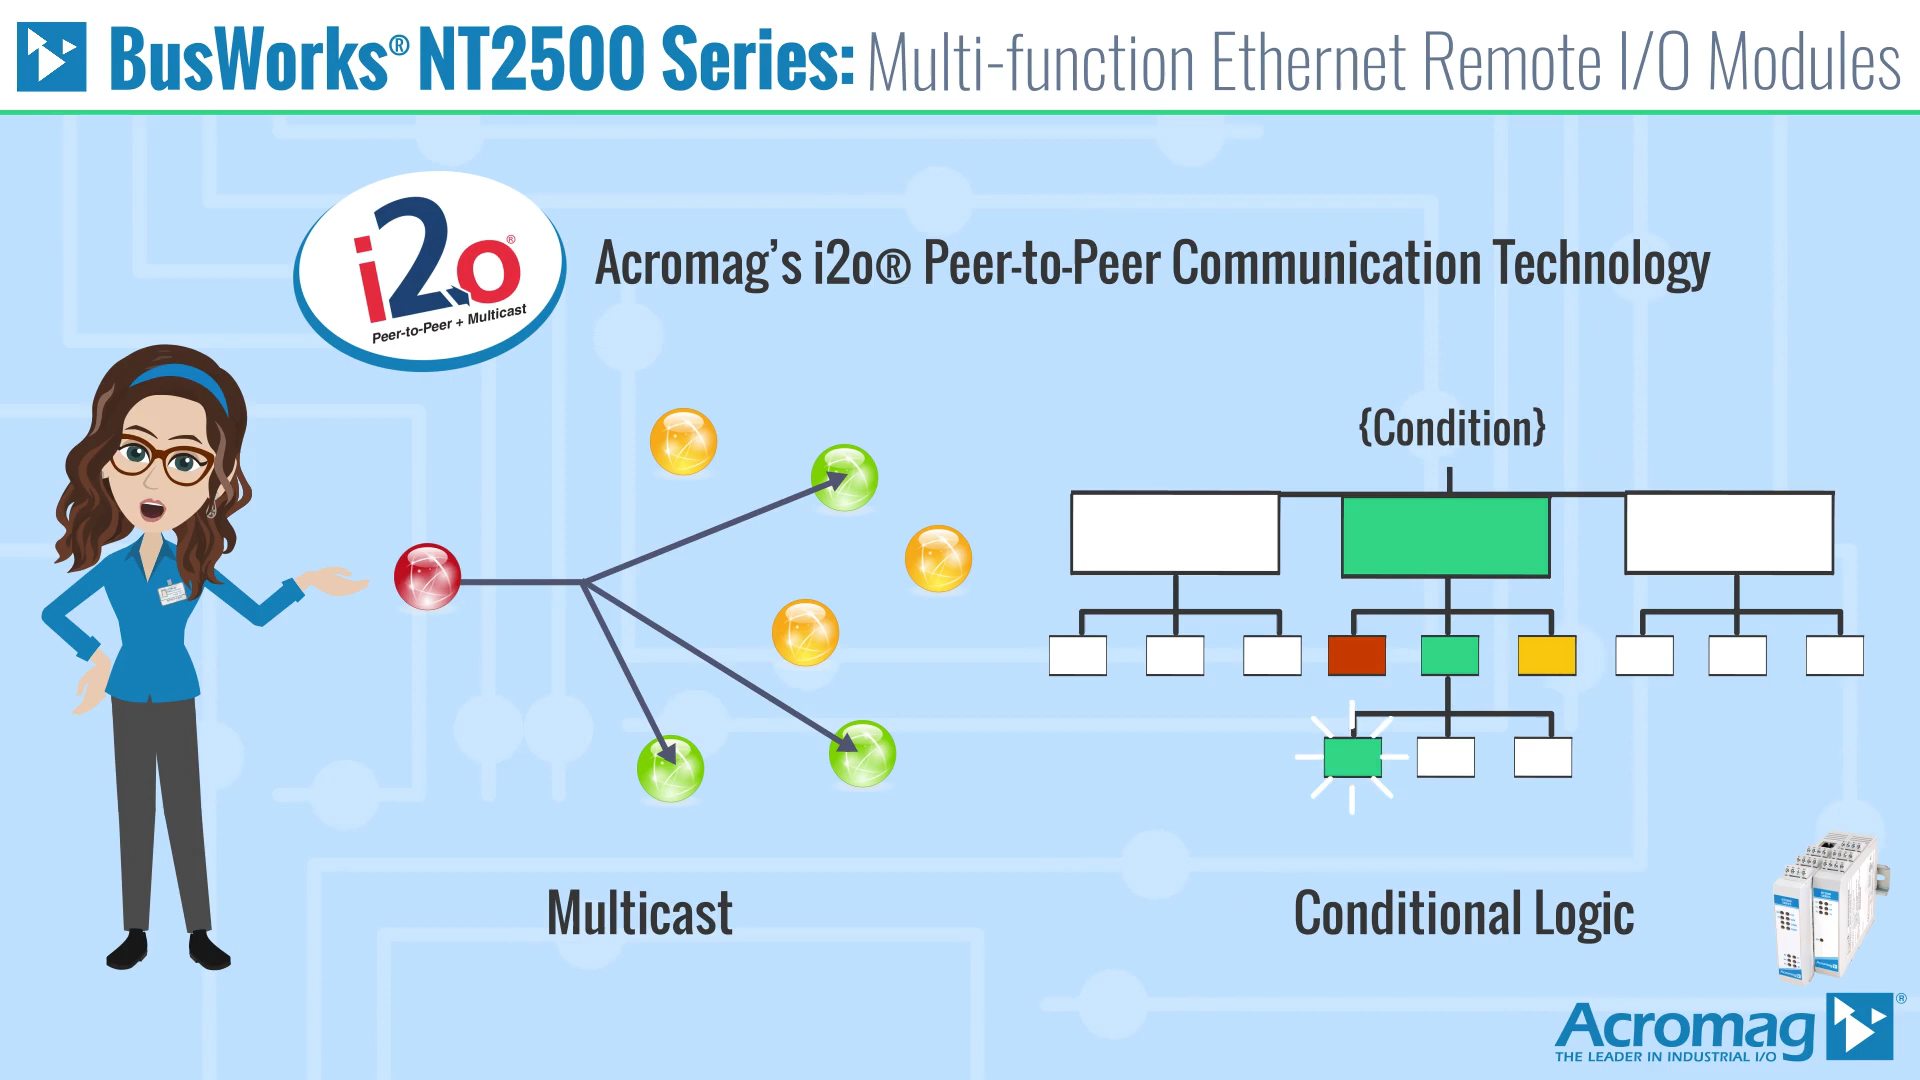 BusWorks® NT2500 Series: Multi-function Ethernet Remote I/O Modules
i2o®
Peer-to-Peer + Multicast
Acromag’s i2o® Peer-to-Peer Communication Technology
{Condition}
Multicast
Conditional Logic
Acromag
Acromag®
THE LEADER IN INDUSTRIAL I/O